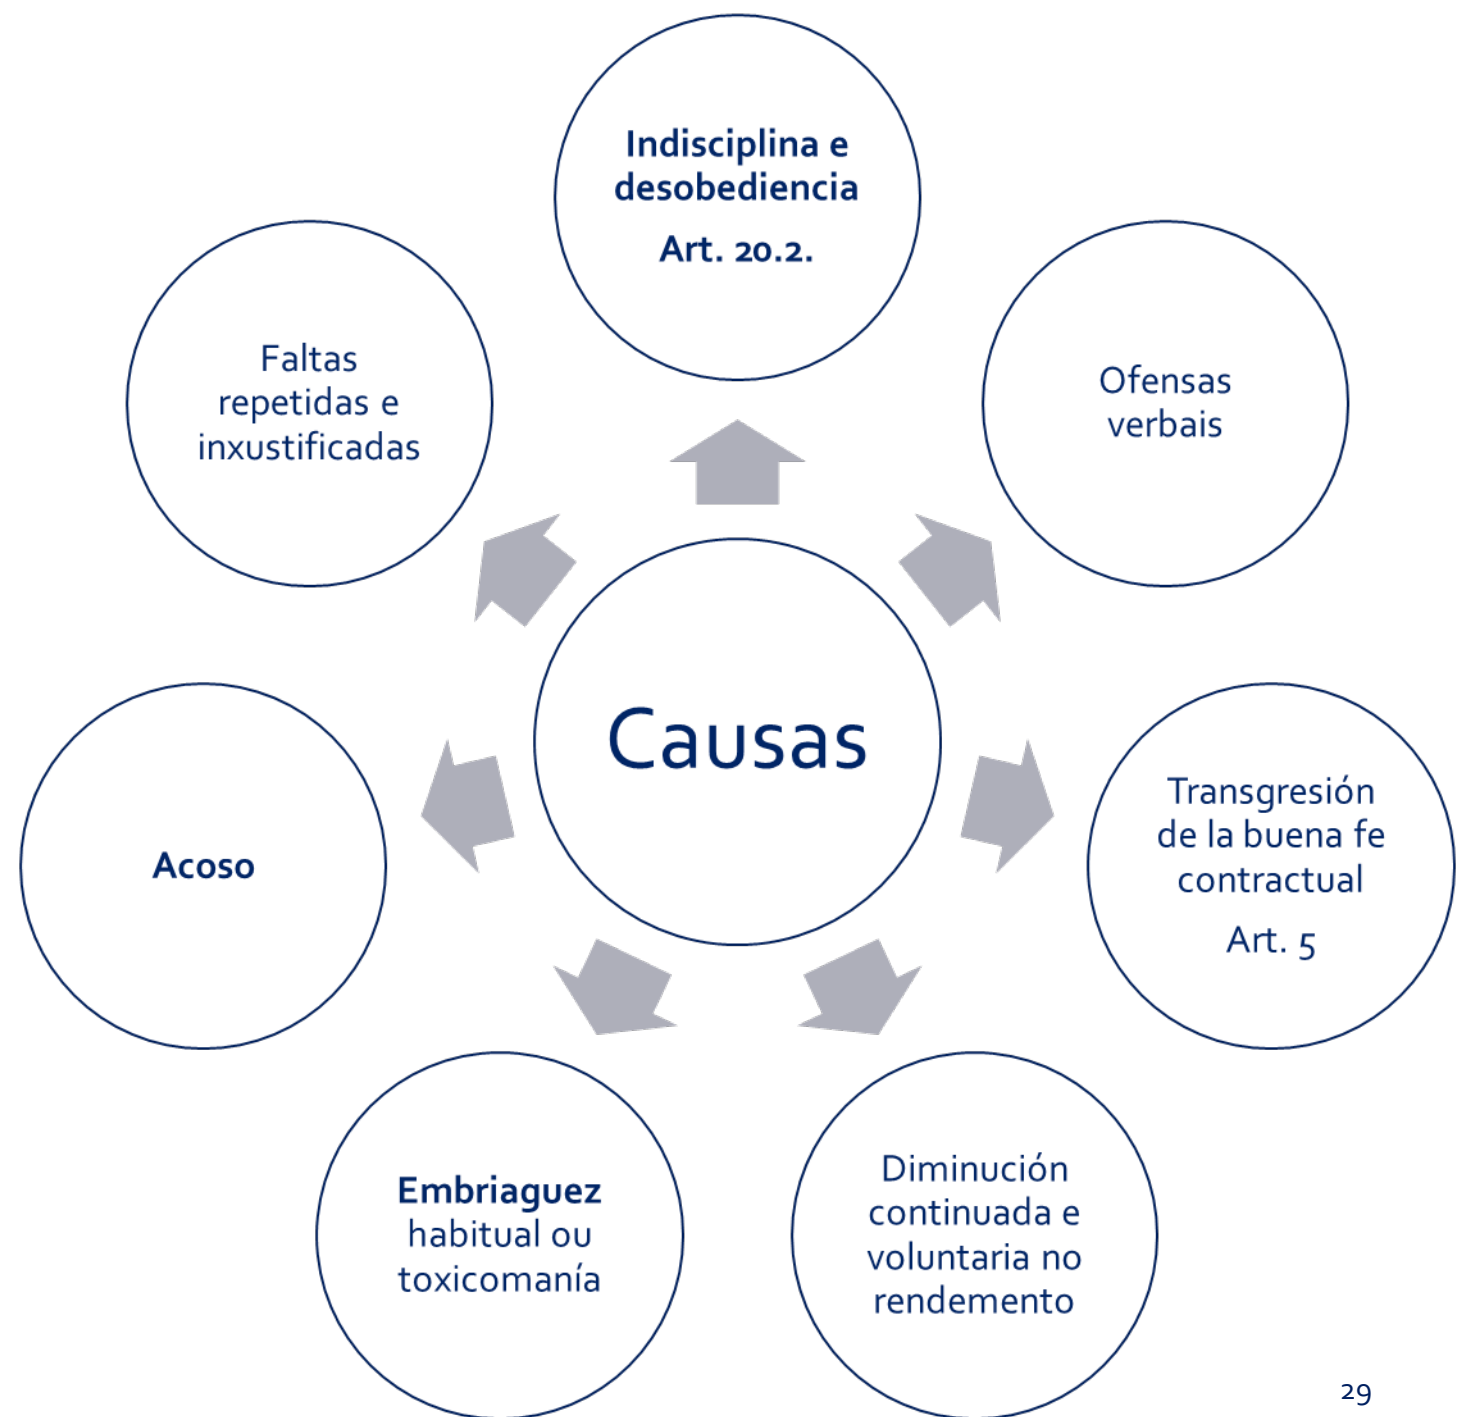 Indisciplina e
desobediencia
Art. 20.2.
Ofensas
verbais
Transgresión
de la buena fe
contractual
Art. 5
Diminución
continuada e
voluntaria no
rendemento
Embriaguez
habitual ou
toxicomanía
Acoso
Faltas
repetidas e
inxustificadas
Causas
29